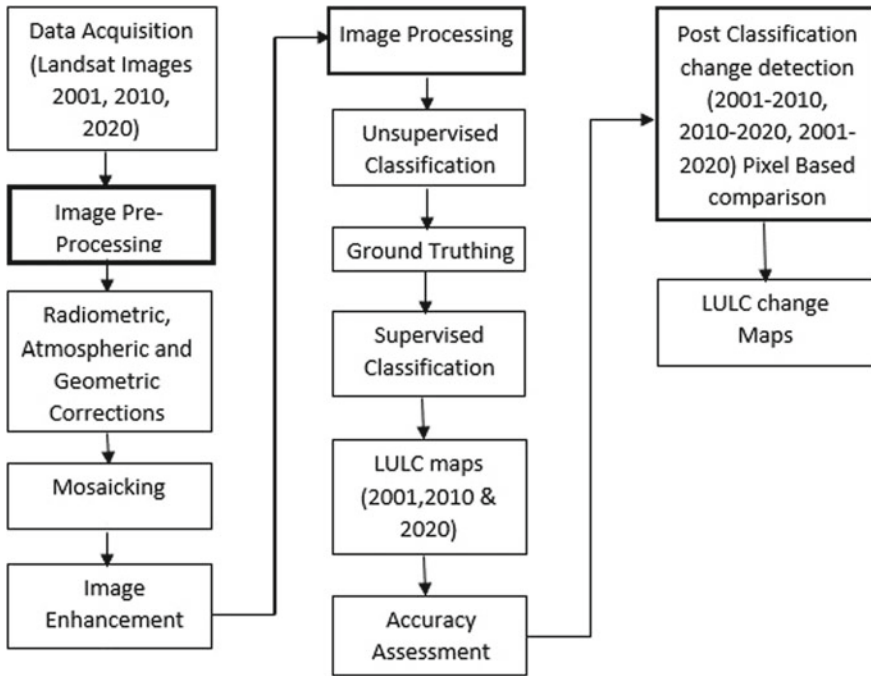 Data Acquisition
(Landsat Images
2001, 2010,
2020)
Image Pre-
Processing
Radiometric,
Atmospheric and
Geometric
Corrections
Mosaicking
Image
Enhancement
Image Processing
Unsupervised
Classification
Ground Truthing
Supervised
Classification
LULC maps
(2001,2010 &
2020)
Accuracy
Assessment
Post Classification
change detection
(2001-2010,
2010-2020, 2001-
2020) Pixel Based
comparison
LULC change
Maps